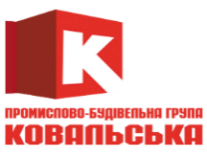 К
ПРОМИСЛОВО-БУДІВЕЛЬНА ГРУПА
КОВАЛЬСЬКА